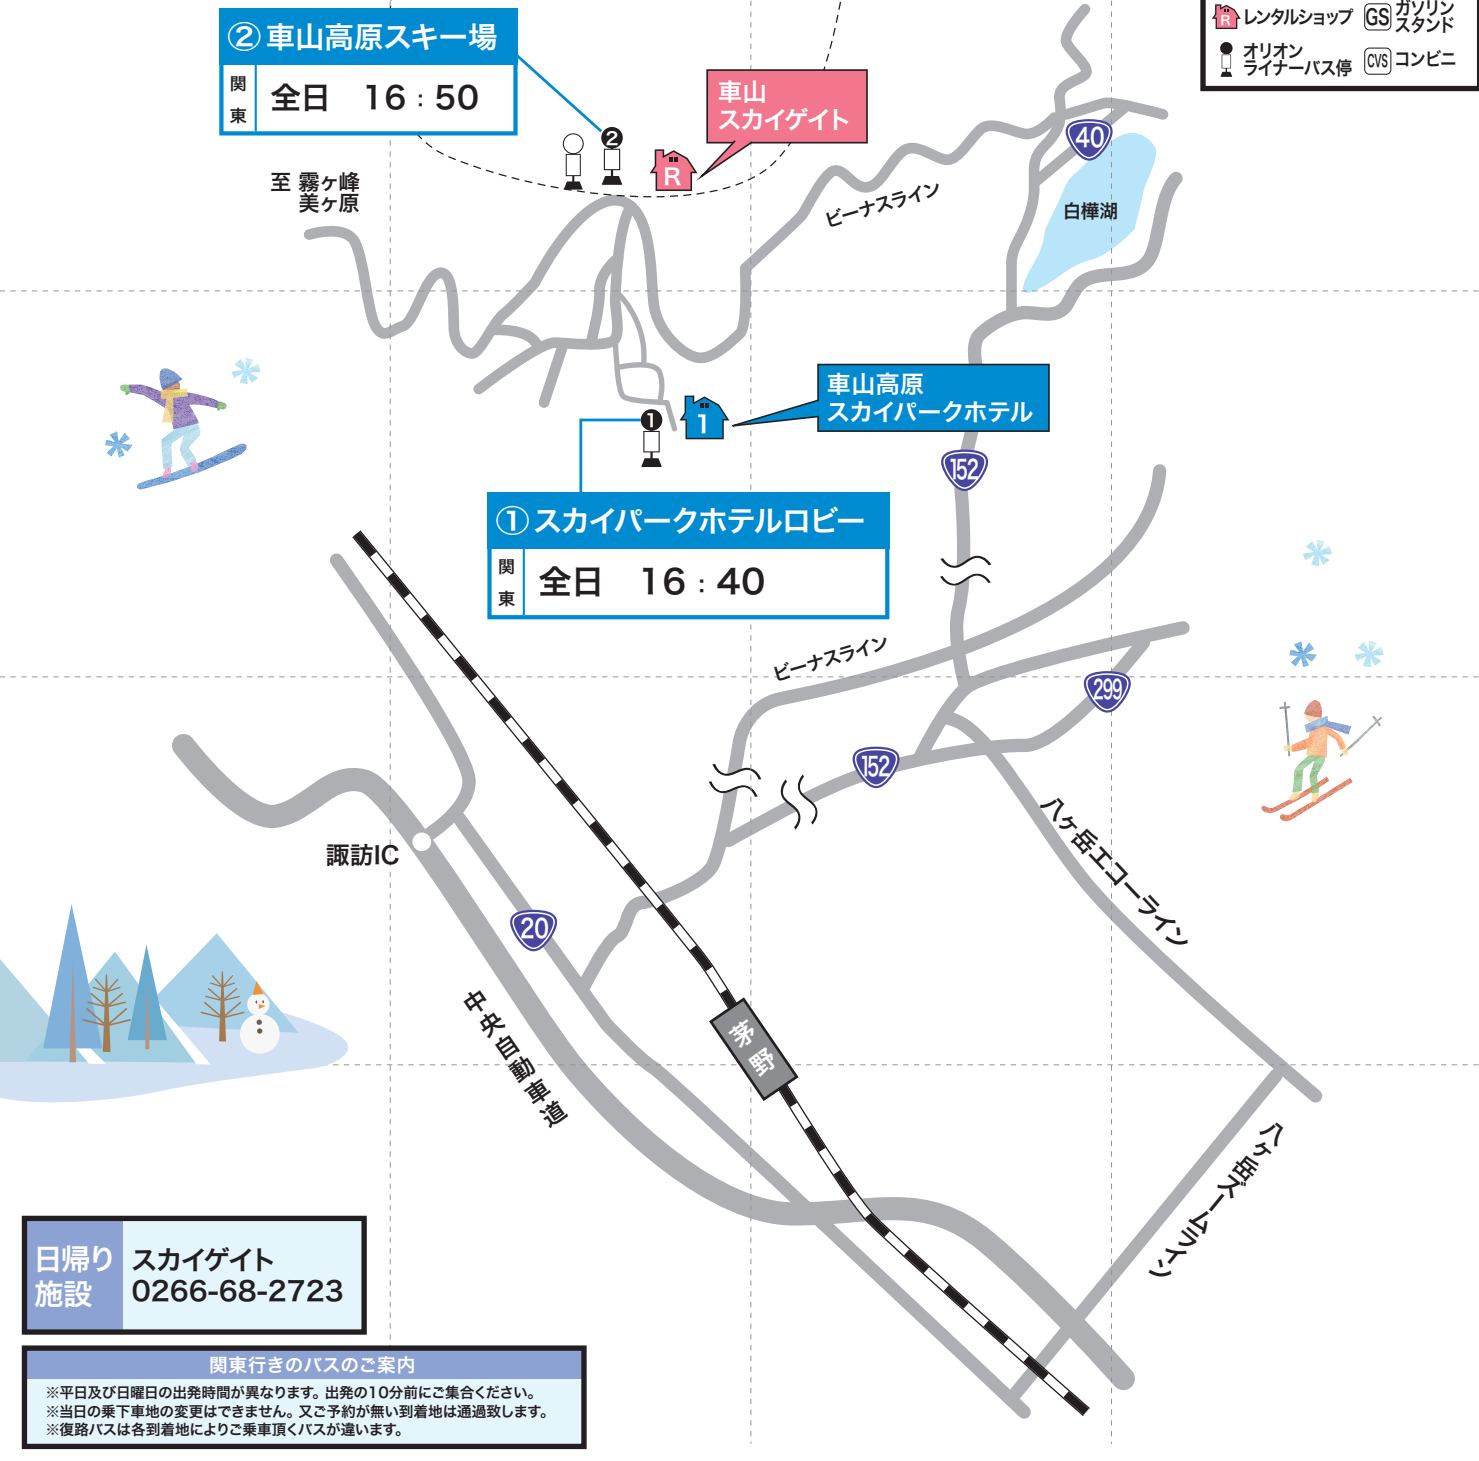 レンタルショップ
GS ガソリン
スタンド
オリオン
ライナーバス停
CVS コンビニ
②車山高原スキー場
関東 全日 16:50
車山
スカイゲイト
R
R
2
至 霧ヶ峰
美ヶ原
ビーナスライン
40
白樺湖
車山高原
スカイパークホテル
1
1
152
①スカイパークホテルロビー
関東 全日 16:40
ビーナスライン
299
152
八ヶ岳エコーライン
諏訪IC
20
中央自動車道
茅野
八ヶ岳ズームライン
日帰り
施設
スカイゲイト
0266-68-2723
関東行きのバスのご案内
※平日及び日曜日の出発時間が異なります。出発の10分前にご集合ください。
※当日の乗下車地の変更はできません。又ご予約が無い到着地は通過致します。
※復路バスは各到着地によりご乗車頂くバスが違います。